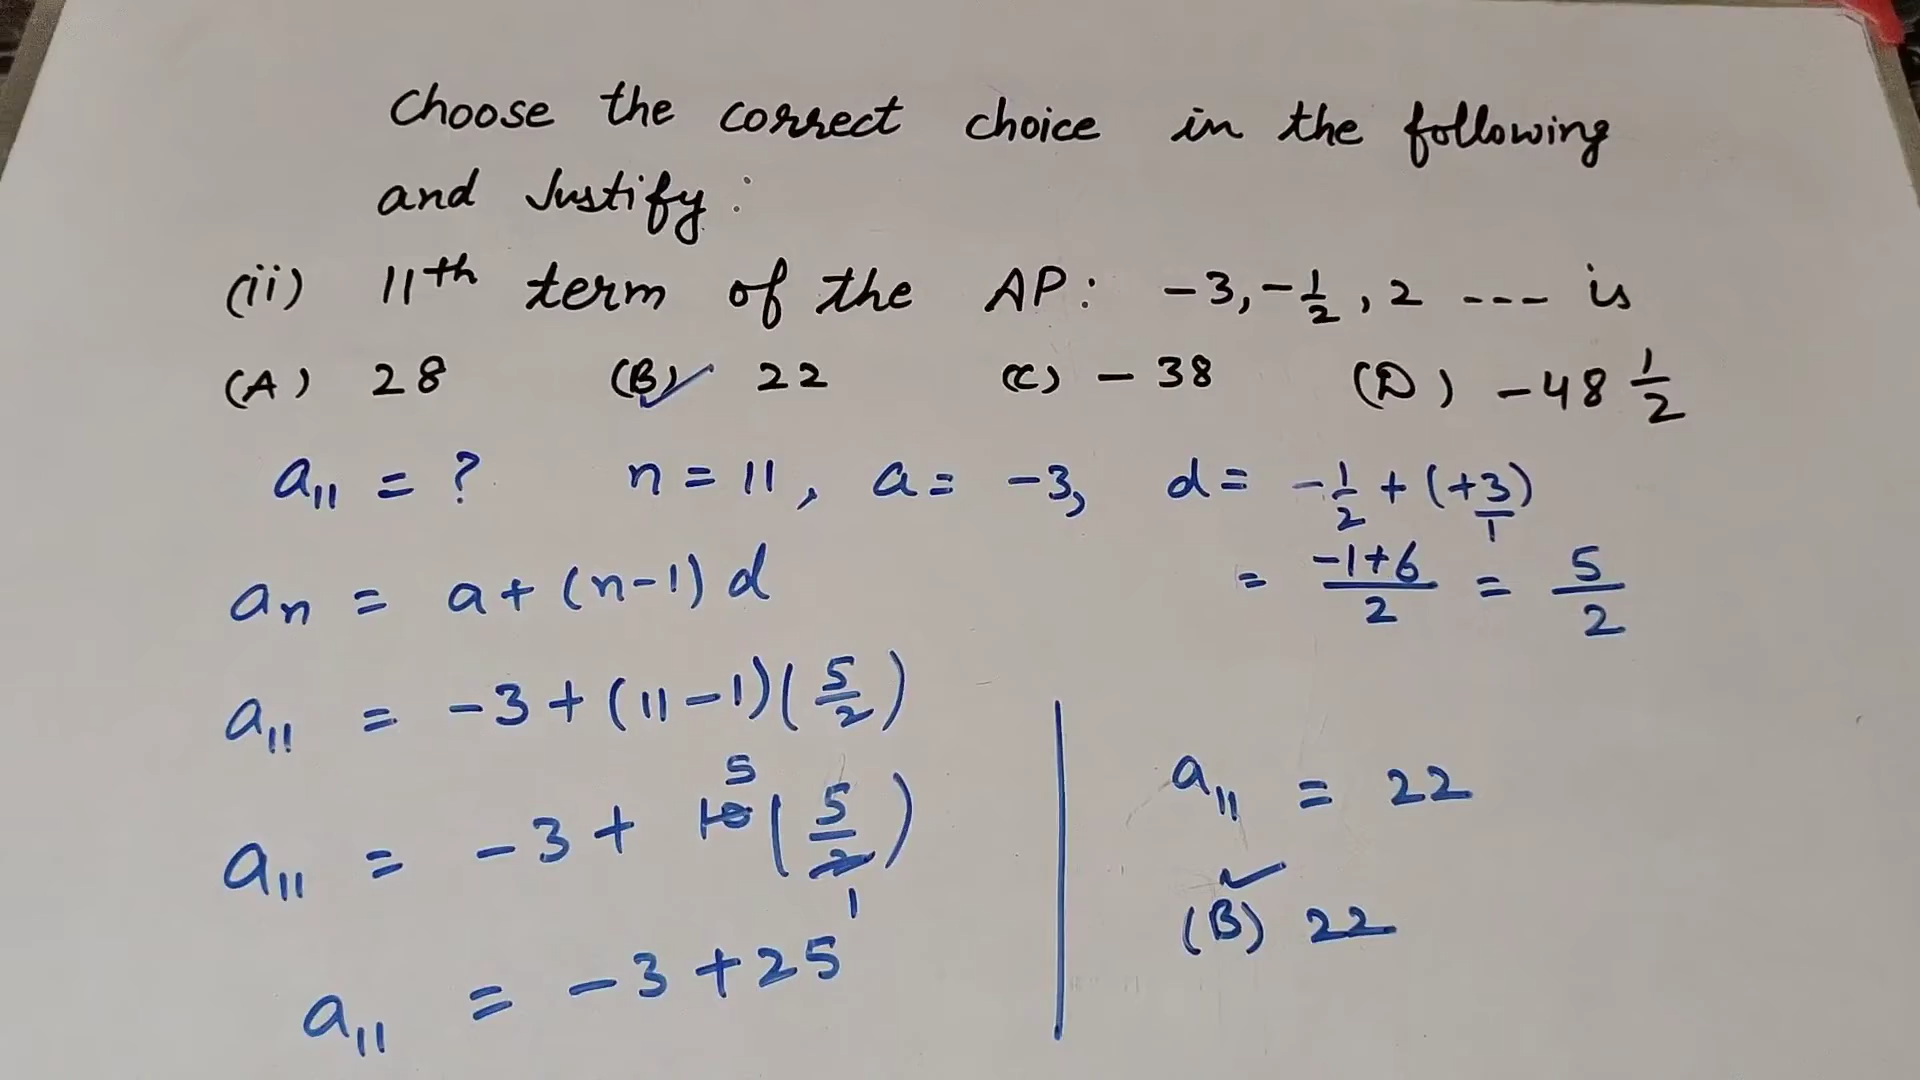 Choose the correct choice in the following
and Justify:
(ii) 11th term of the AP: -3, -1/2, 2 --- is
(A) 28 (B)✓ 22 (C) - 38 (D) -48 1/2
a₁₁ = ? n = 11, a = -3, d = -1/2 + (+3/1)
= (-1+6)/2 = 5/2
an = a + (n-1) d
a₁₁ = -3 + (11-1)(5/2)
5
a₁₁ = -3 + 10 (5/2)
1
a₁₁ = -3 + 25
a₁₁ = 22
✓
(B) 22